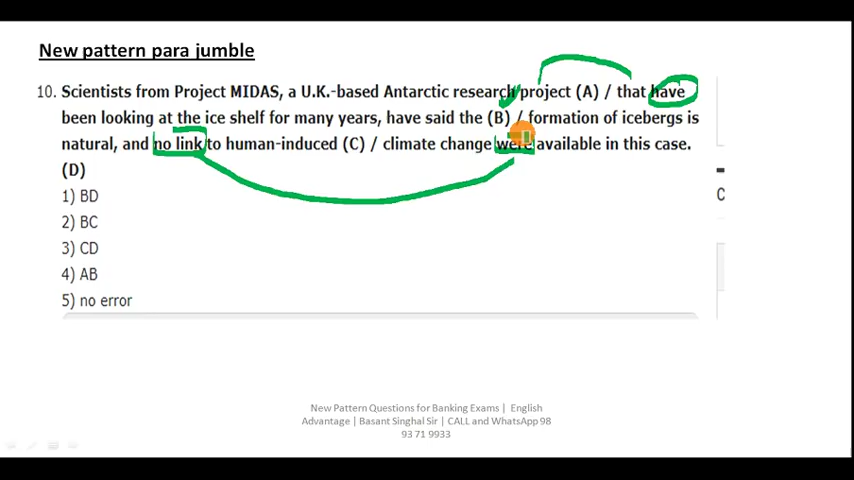 New pattern para jumble
10. Scientists from Project MIDAS, a U.K.-based Antarctic research project (A) / that have
been looking at the ice shelf for many years, have said the (B) / formation of icebergs is
natural, and no link to human-induced (C) / climate change were available in this case.
(D)
1) BD
2) BC
3) CD
4) AB
5) no error
C
New Pattern Questions for Banking Exams | English
Advantage | Basant Singhal Sir | CALL and WhatsApp 98
93 71 9933